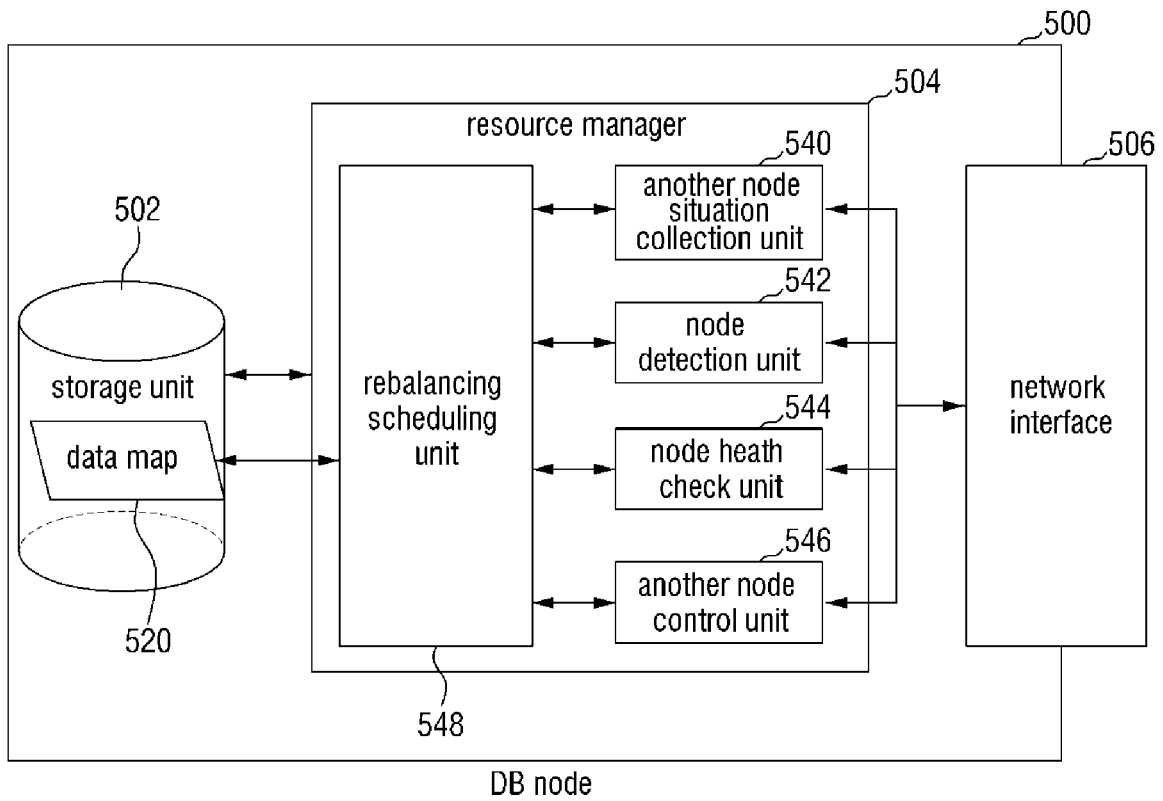 500
504
resource manager
540
506
another node
situation
collection unit
502
542
node
detection unit
storage unit
rebalancing
scheduling
unit
network
interface
544
data map
node heath
check unit
546
another node
control unit
520
548
DB node